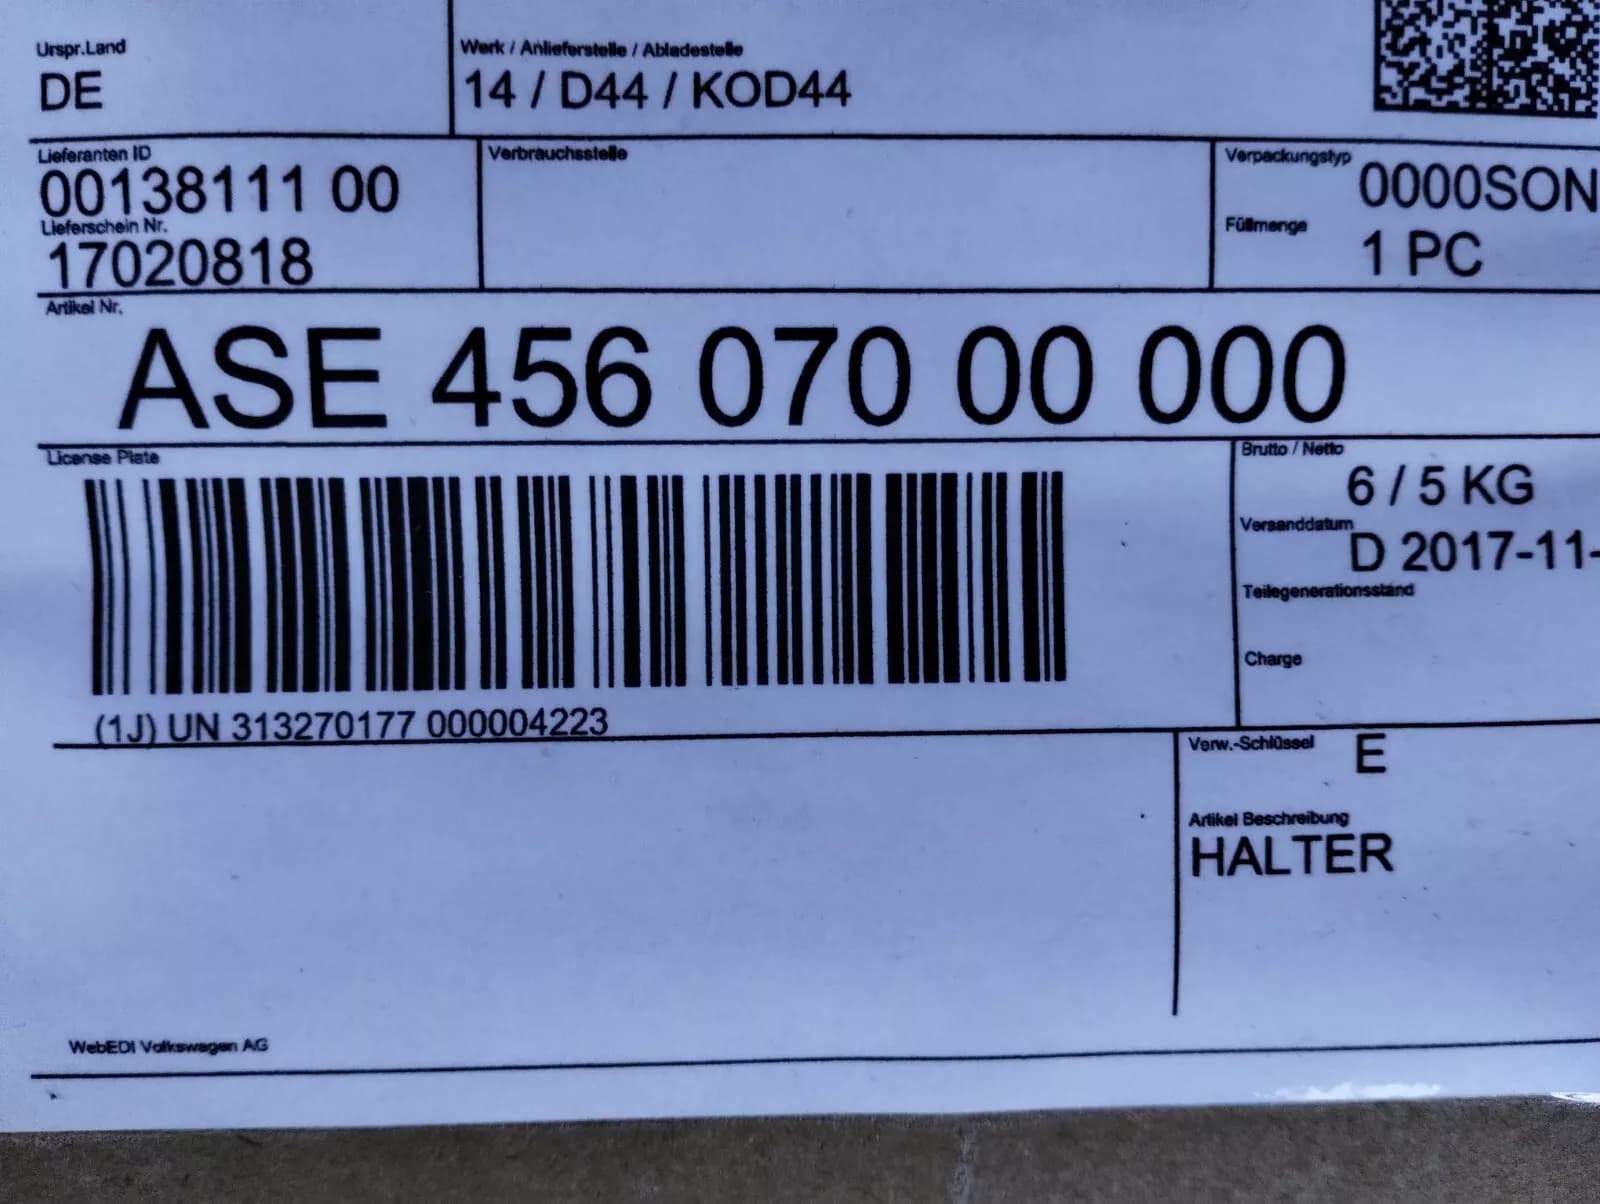 Urspr.Land
DE
Werk / Anlieferstelle / Abladestelle
14 / D44 / KOD44
Lieferanten ID
00138111 00
Lieferschein Nr.
17020818
Verbrauchsstelle
Verpackungstyp
0000SON
Füllmenge
1 PC
Artikel Nr.
ASE 456 070 00 000
License Plate
(1J) UN 313270177 000004223
Brutto / Netto
6 / 5 KG
Versanddatum
D 2017-11-
Teilegenerationsstand
Charge
Verw.-Schlüssel
E
Artikel Beschreibung
HALTER
WebEDI Volkswagen AG